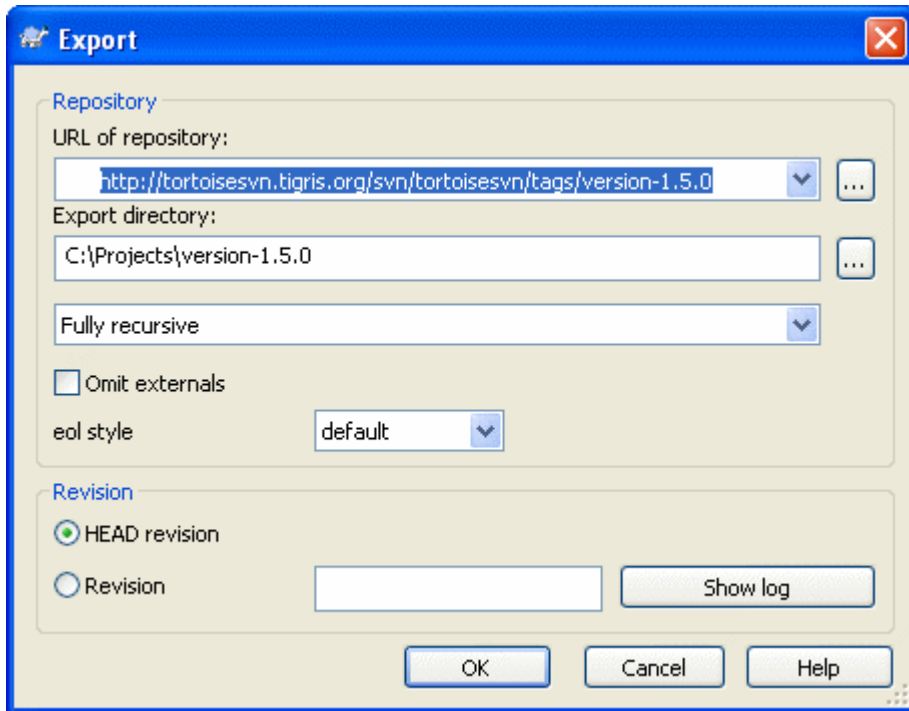 Export
Repository
URL of repository:
http://tortoisesvn.tigris.org/svn/tortoisesvn/tags/version-1.5.0
...
Export directory:
C:\Projects\version-1.5.0
...
Fully recursive
Omit externals
eol style default
Revision
HEAD revision
Revision Show log
OK Cancel Help